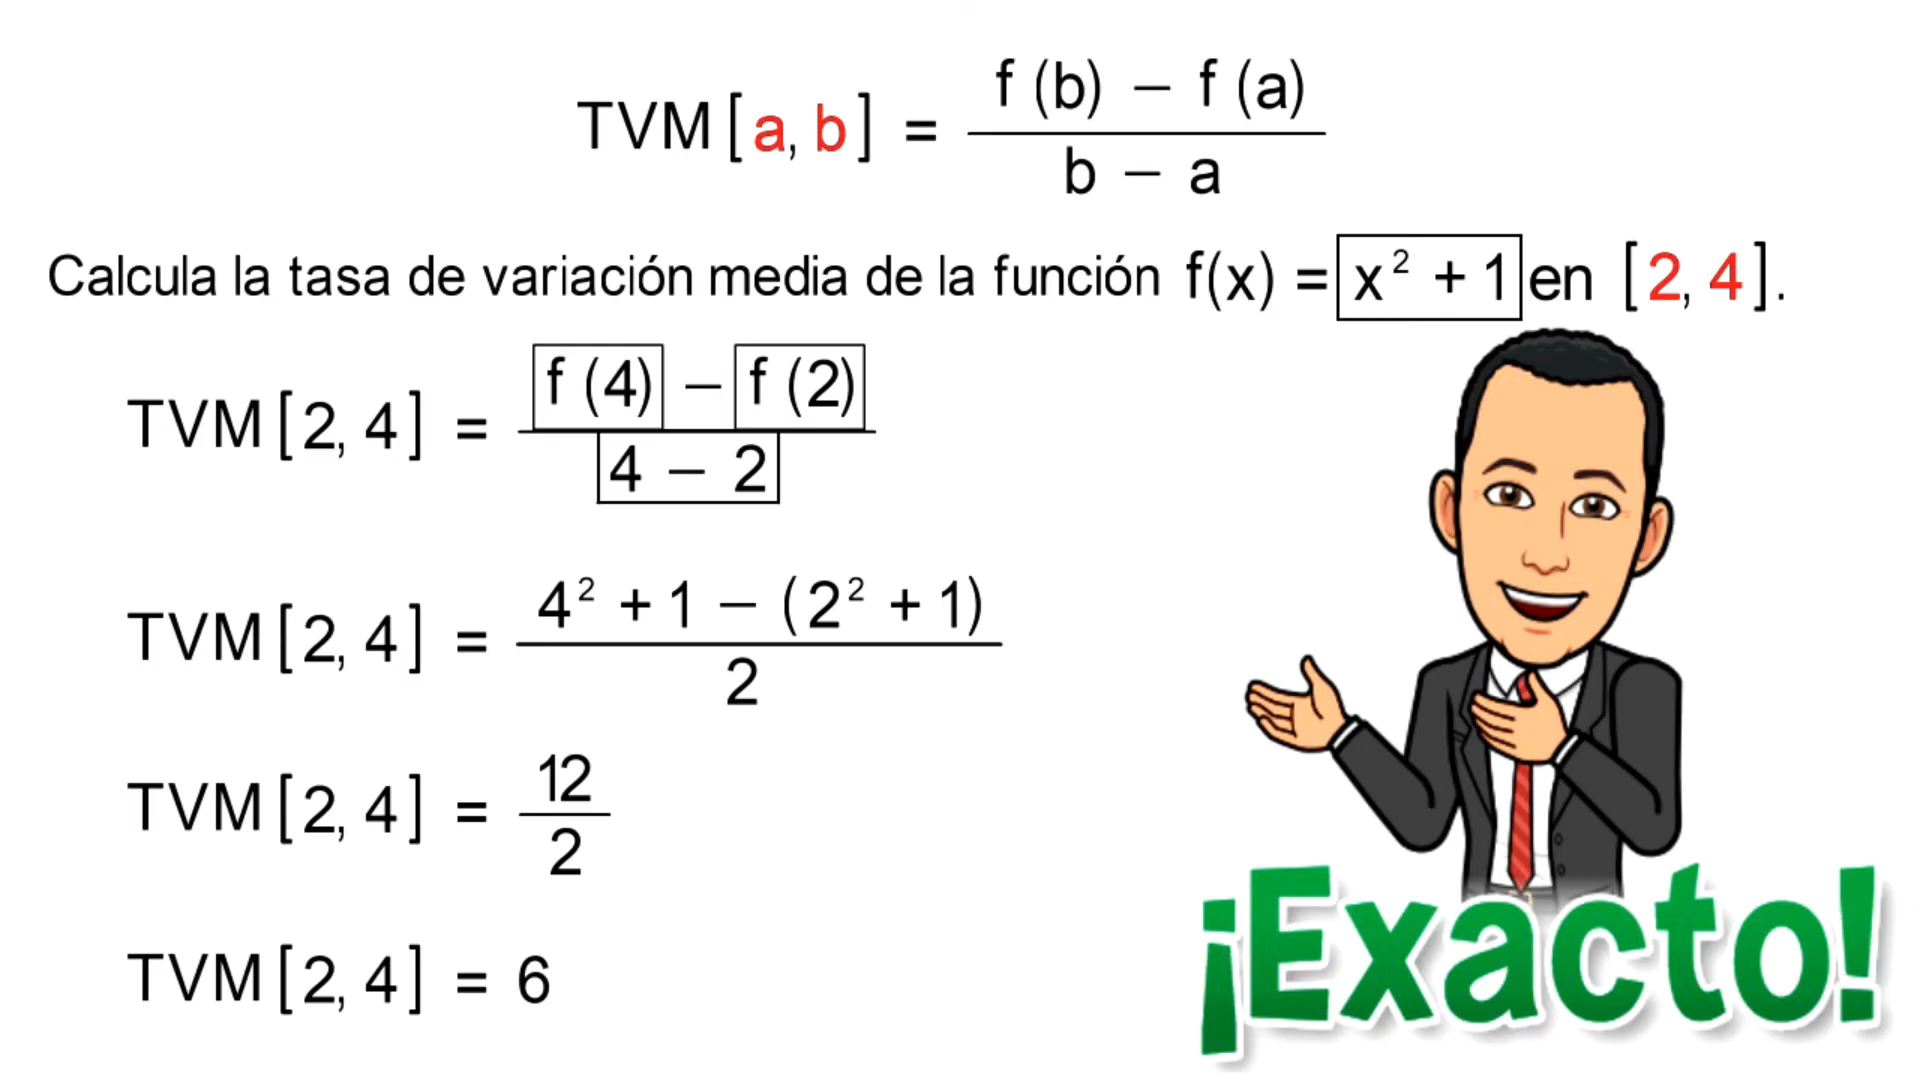 TVM [a, b] = f (b) − f (a) / b − a
Calcula la tasa de variación media de la función f(x) = x² + 1 en [2, 4].
TVM [2, 4] = f (4) − f (2) / 4 − 2
TVM [2, 4] = 4² + 1 − (2² + 1) / 2
TVM [2, 4] = 12 / 2
TVM [2, 4] = 6
¡Exacto!